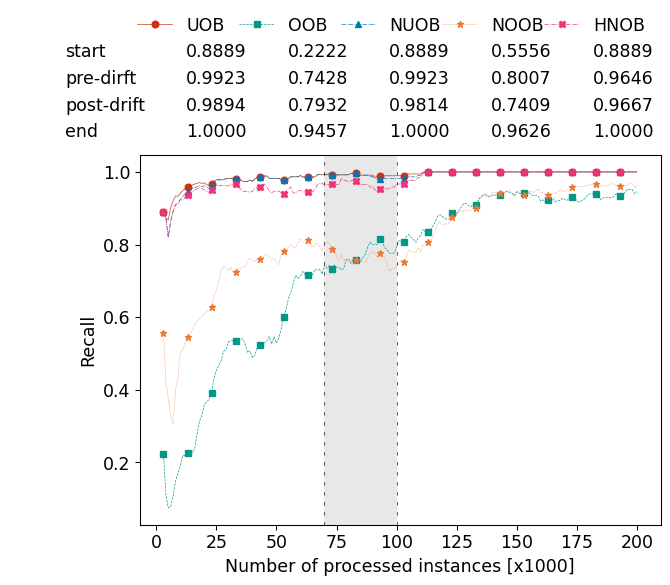 UOB OOB NUOB NOOB HNOB
start 0.8889 0.2222 0.8889 0.5556 0.8889
pre-dirft 0.9923 0.7428 0.9923 0.8007 0.9646
post-drift 0.9894 0.7932 0.9814 0.7409 0.9667
end 1.0000 0.9457 1.0000 0.9626 1.0000
1.0
0.8
0.6
0.4
0.2
Recall
0 25 50 75 100 125 150 175 200
Number of processed instances [x1000]